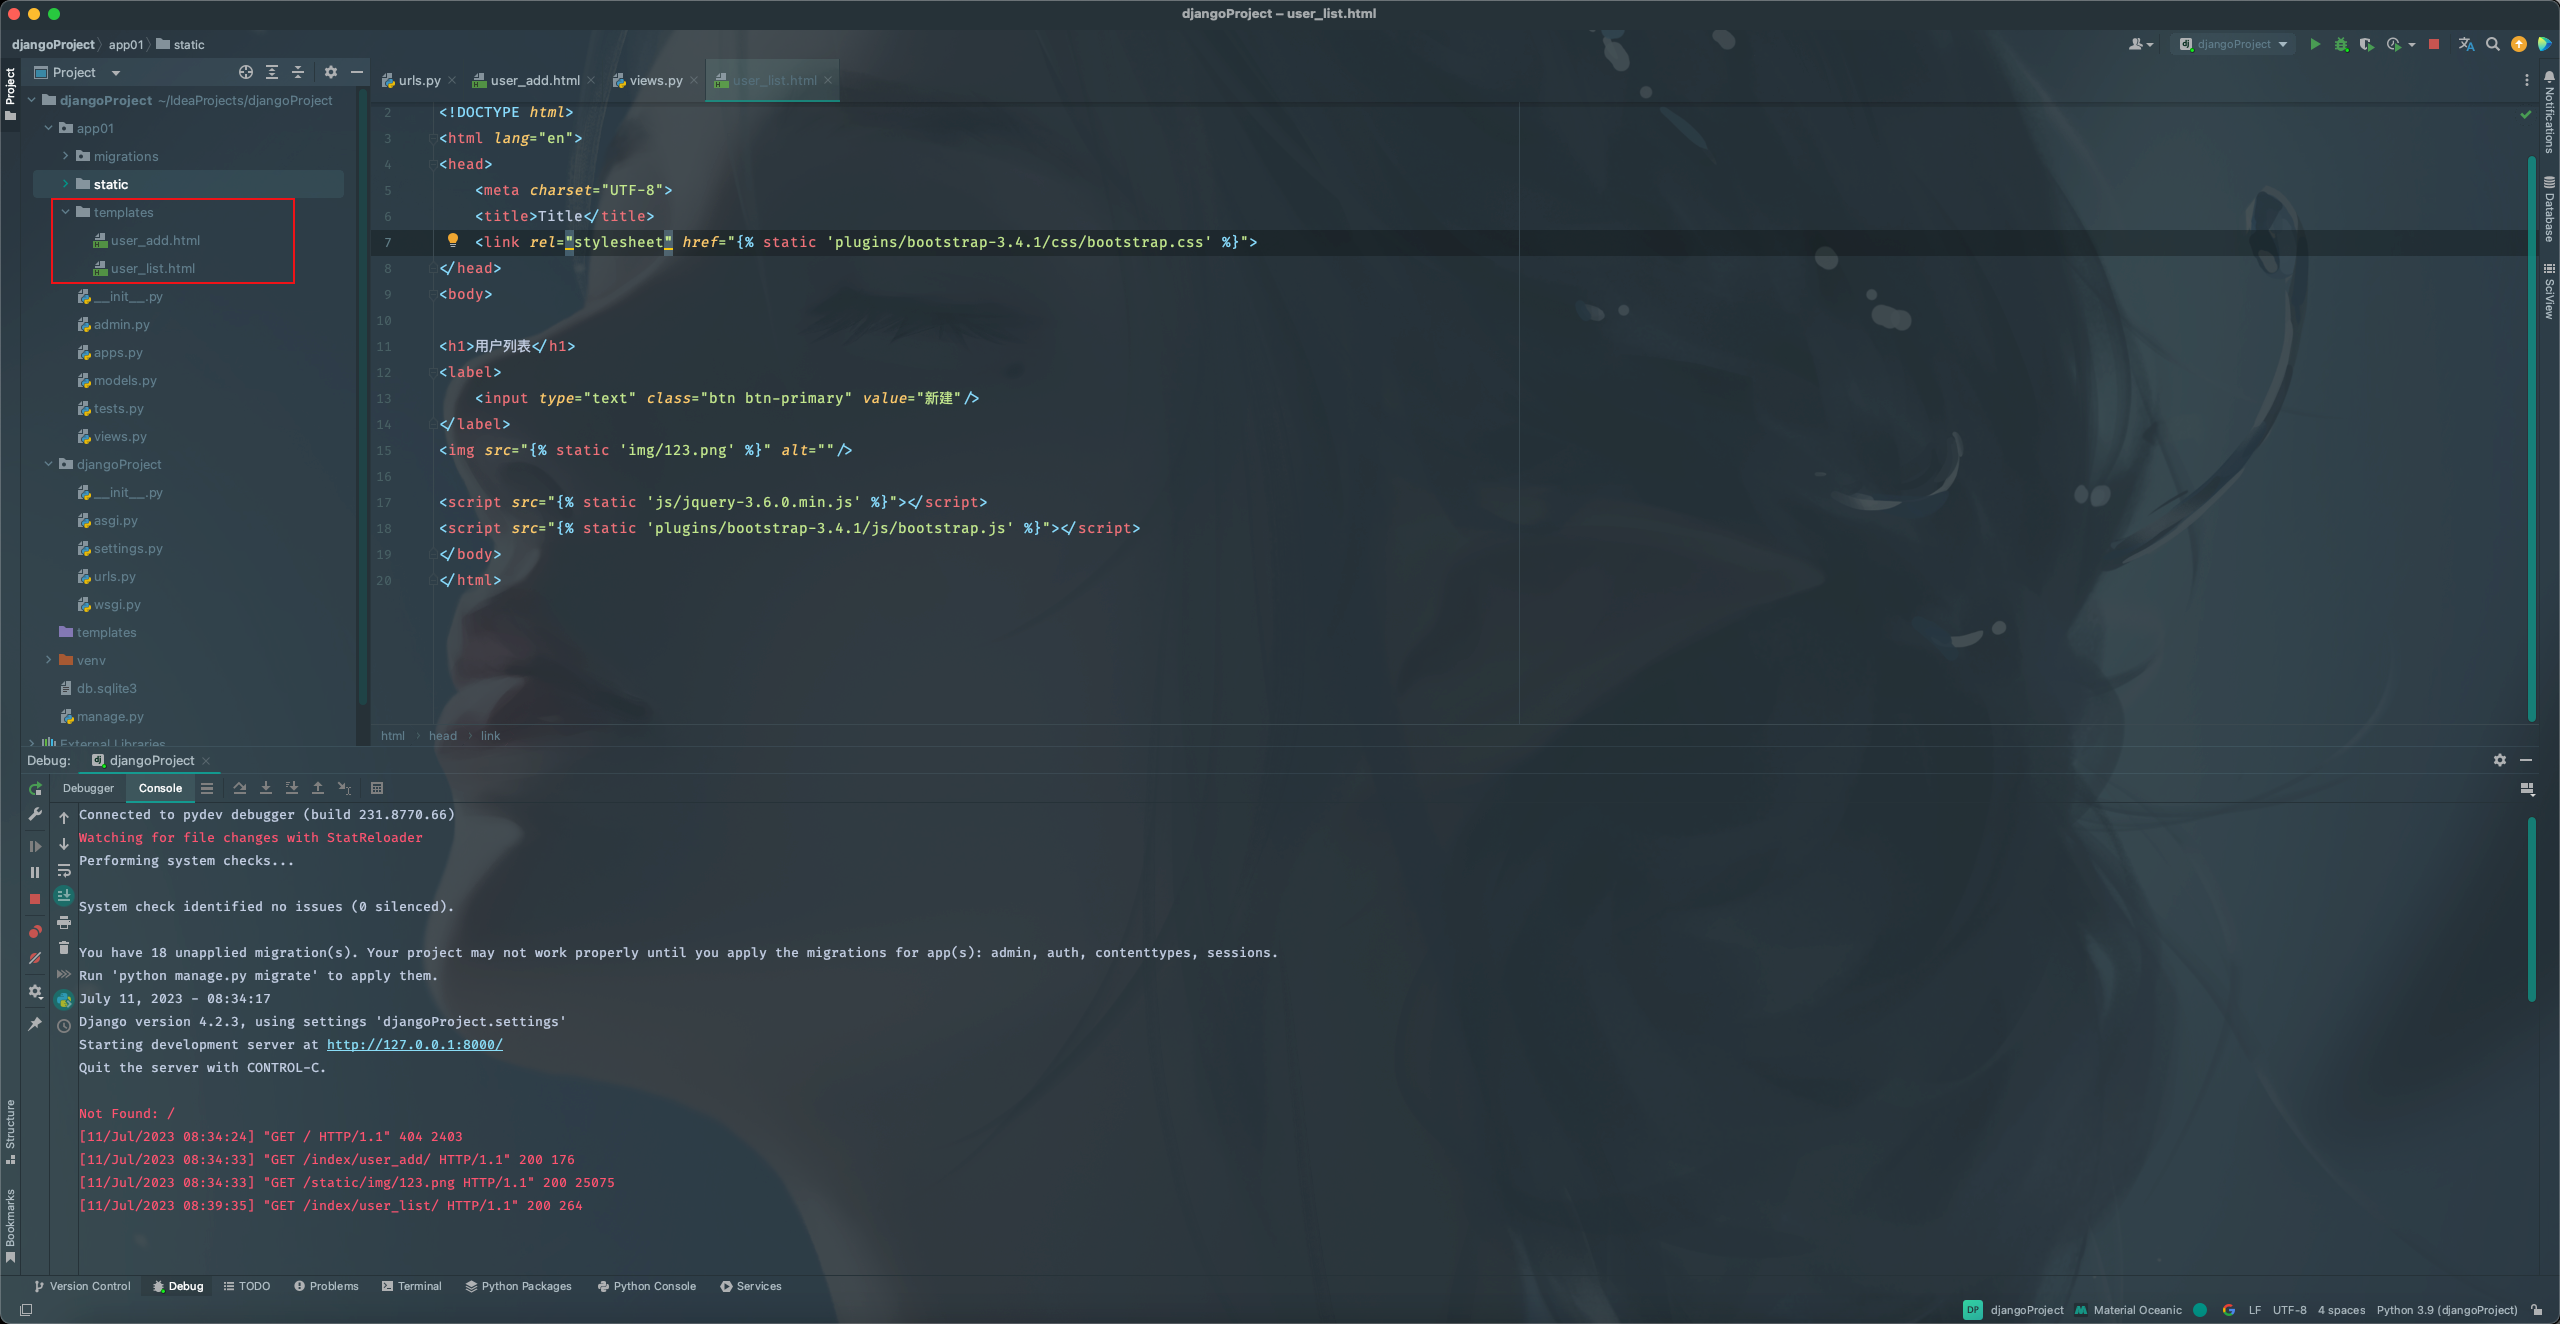 djangoProject – user_list.html
djangoProject app01 static
djangoProject
Project
Project
urls.py
user_add.html
views.py
user_list.html
Notifications
Database
SciView
djangoProject ~/IdeaProjects/djangoProject
app01
migrations
static
templates
user_add.html
user_list.html
__init__.py
admin.py
apps.py
models.py
tests.py
views.py
djangoProject
__init__.py
asgi.py
settings.py
urls.py
wsgi.py
templates
venv
db.sqlite3
manage.py
External Libraries
2 <!DOCTYPE html>
3 <html lang="en">
4 <head>
5 <meta charset="UTF-8">
6 <title>Title</title>
7 <link rel="stylesheet" href="{% static 'plugins/bootstrap-3.4.1/css/bootstrap.css' %}">
8 </head>
9 <body>
10
11 <h1>用户列表</h1>
12 <label>
13 <input type="text" class="btn btn-primary" value="新建"/>
14 </label>
15 <img src="{% static 'img/123.png' %}" alt=""/>
16
17 <script src="{% static 'js/jquery-3.6.0.min.js' %}"></script>
18 <script src="{% static 'plugins/bootstrap-3.4.1/js/bootstrap.js' %}"></script>
19 </body>
20 </html>
html head link
Debug: djangoProject
Debugger Console
Connected to pydev debugger (build 231.8770.66)
Watching for file changes with StatReloader
Performing system checks...
System check identified no issues (0 silenced).
You have 18 unapplied migration(s). Your project may not work properly until you apply the migrations for app(s): admin, auth, contenttypes, sessions.
Run 'python manage.py migrate' to apply them.
July 11, 2023 - 08:34:17
Django version 4.2.3, using settings 'djangoProject.settings'
Starting development server at http://127.0.0.1:8000/
Quit the server with CONTROL-C.
Not Found: /
[11/Jul/2023 08:34:24] "GET / HTTP/1.1" 404 2403
[11/Jul/2023 08:34:33] "GET /index/user_add/ HTTP/1.1" 200 176
[11/Jul/2023 08:34:33] "GET /static/img/123.png HTTP/1.1" 200 25075
[11/Jul/2023 08:39:35] "GET /index/user_list/ HTTP/1.1" 200 264
Structure
Bookmarks
Version Control Debug TODO Problems Terminal Python Packages Python Console Services
DP djangoProject Material Oceanic LF UTF-8 4 spaces Python 3.9 (djangoProject)